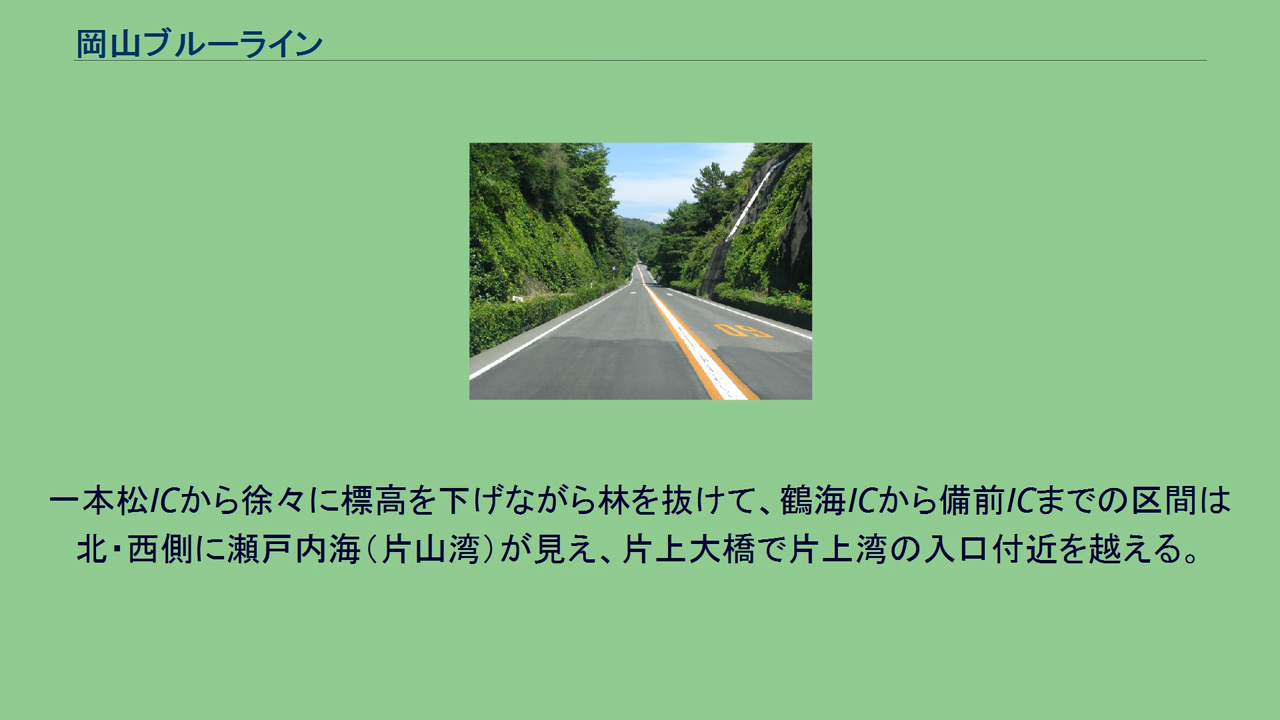 岡山ブルーライン
50
一本松ICから徐々に標高を下げながら林を抜けて、鶴海ICから備前ICまでの区間は
北・西側に瀬戸内海（片山湾）が見え、片上大橋で片上湾の入口付近を越える。